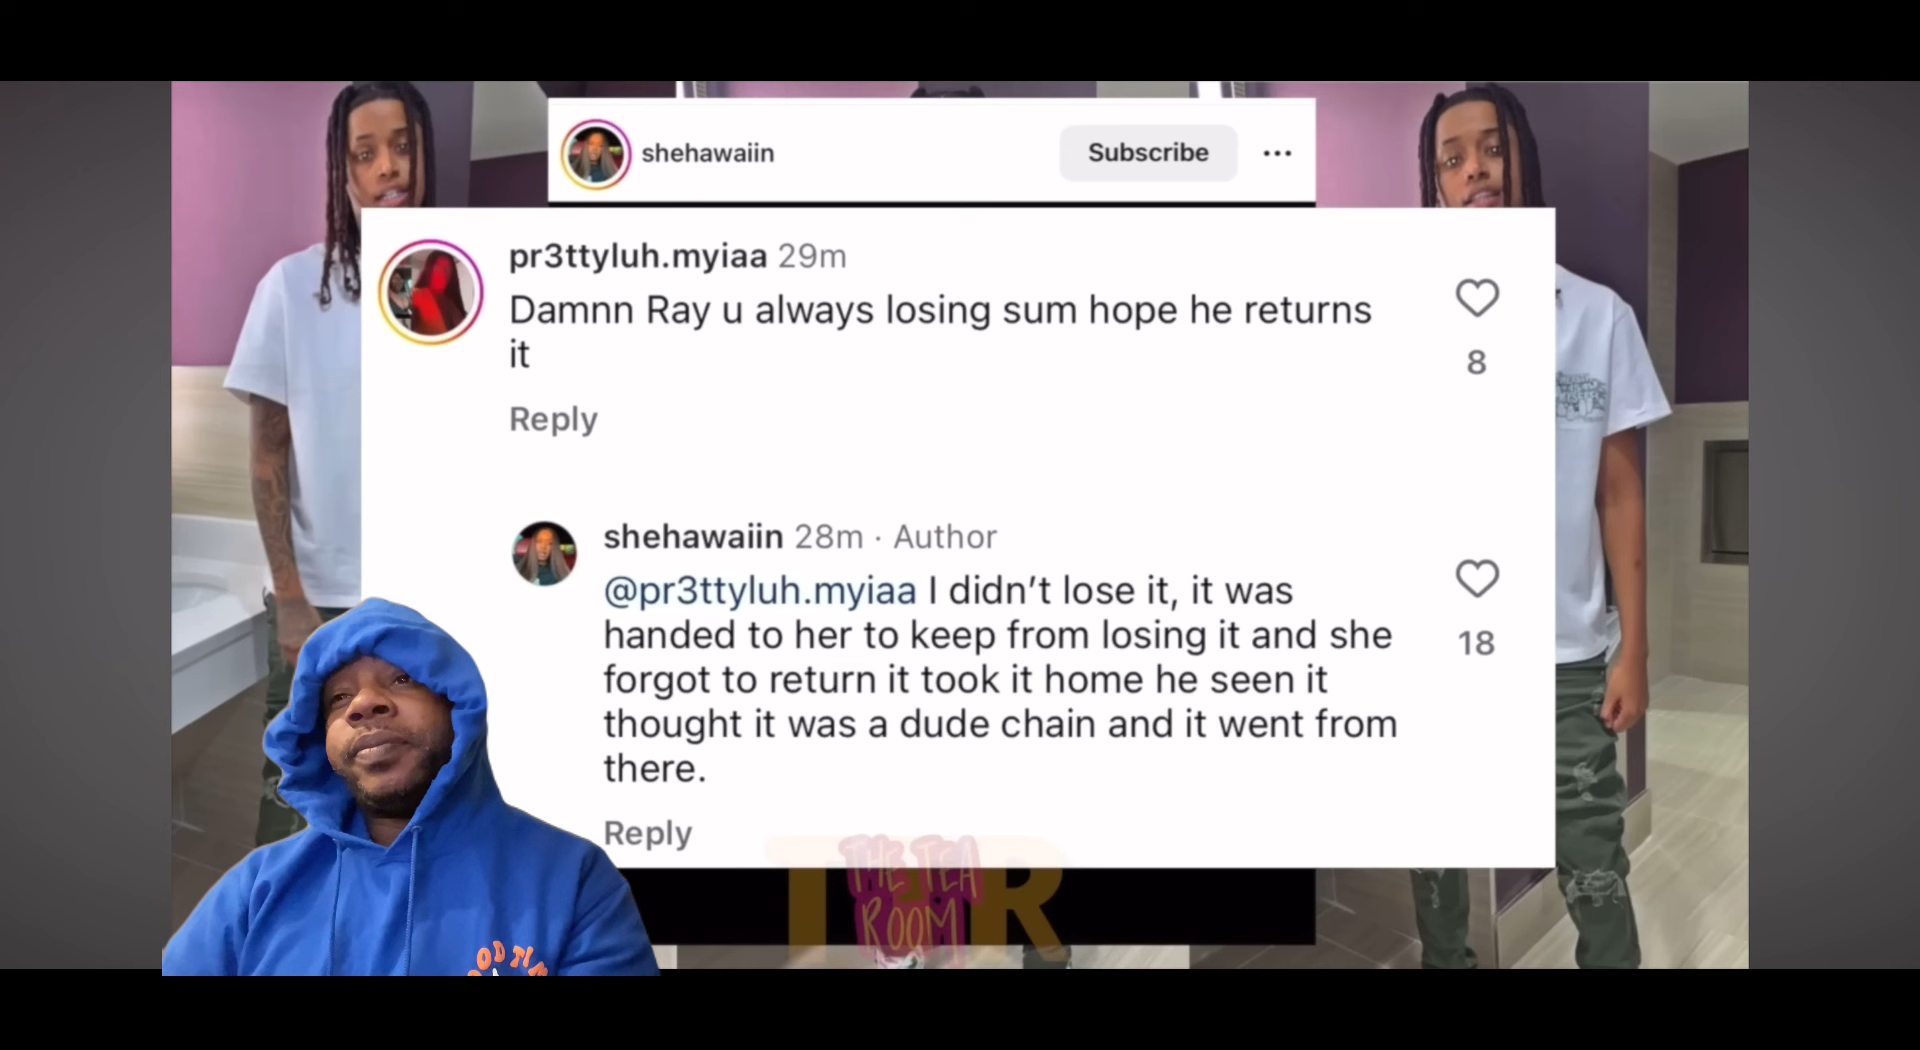 shehawaiin
Subscribe
pr3ttyluh.myiaa 29m
Damnn Ray u always losing sum hope he returns
it
8
Reply
shehawaiin 28m · Author
@pr3ttyluh.myiaa I didn’t lose it, it was
handed to her to keep from losing it and she
forgot to return it took it home he seen it
thought it was a dude chain and it went from
there.
18
Reply
THE TEA
ROOM